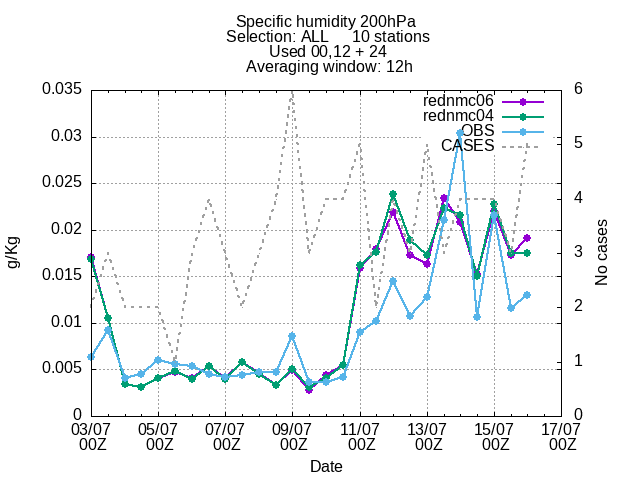 Specific humidity 200hPa
Selection: ALL 10 stations
Used 00,12 + 24
Averaging window: 12h
rednmc06
rednmc04
OBS
CASES
0.035
0.03
0.025
0.02
0.015
0.01
0.005
0
g/Kg
6
5
4
3
2
1
0
No cases
03/07 05/07 07/07 09/07 11/07 13/07 15/07 17/07
00Z 00Z 00Z 00Z 00Z 00Z 00Z 00Z
Date